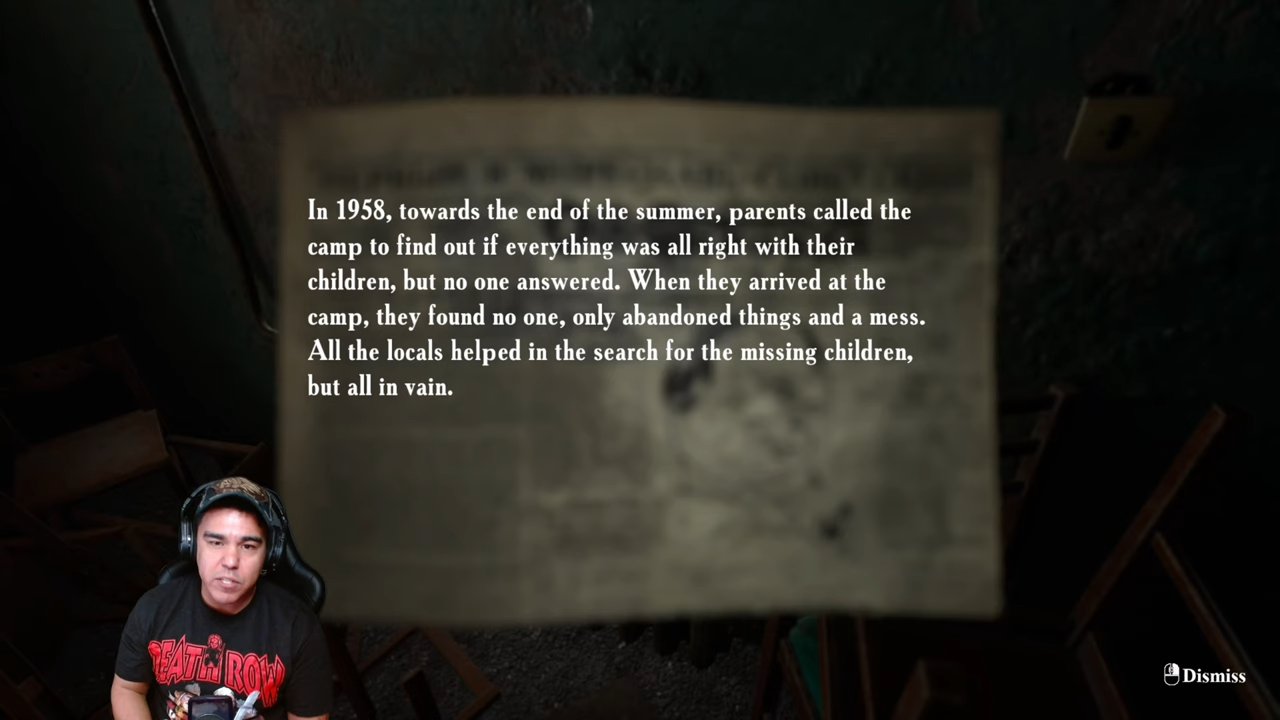 In 1958, towards the end of the summer, parents called the
camp to find out if everything was all right with their
children, but no one answered. When they arrived at the
camp, they found no one, only abandoned things and a mess.
All the locals helped in the search for the missing children,
but all in vain.
DEATH ROW
Dismiss